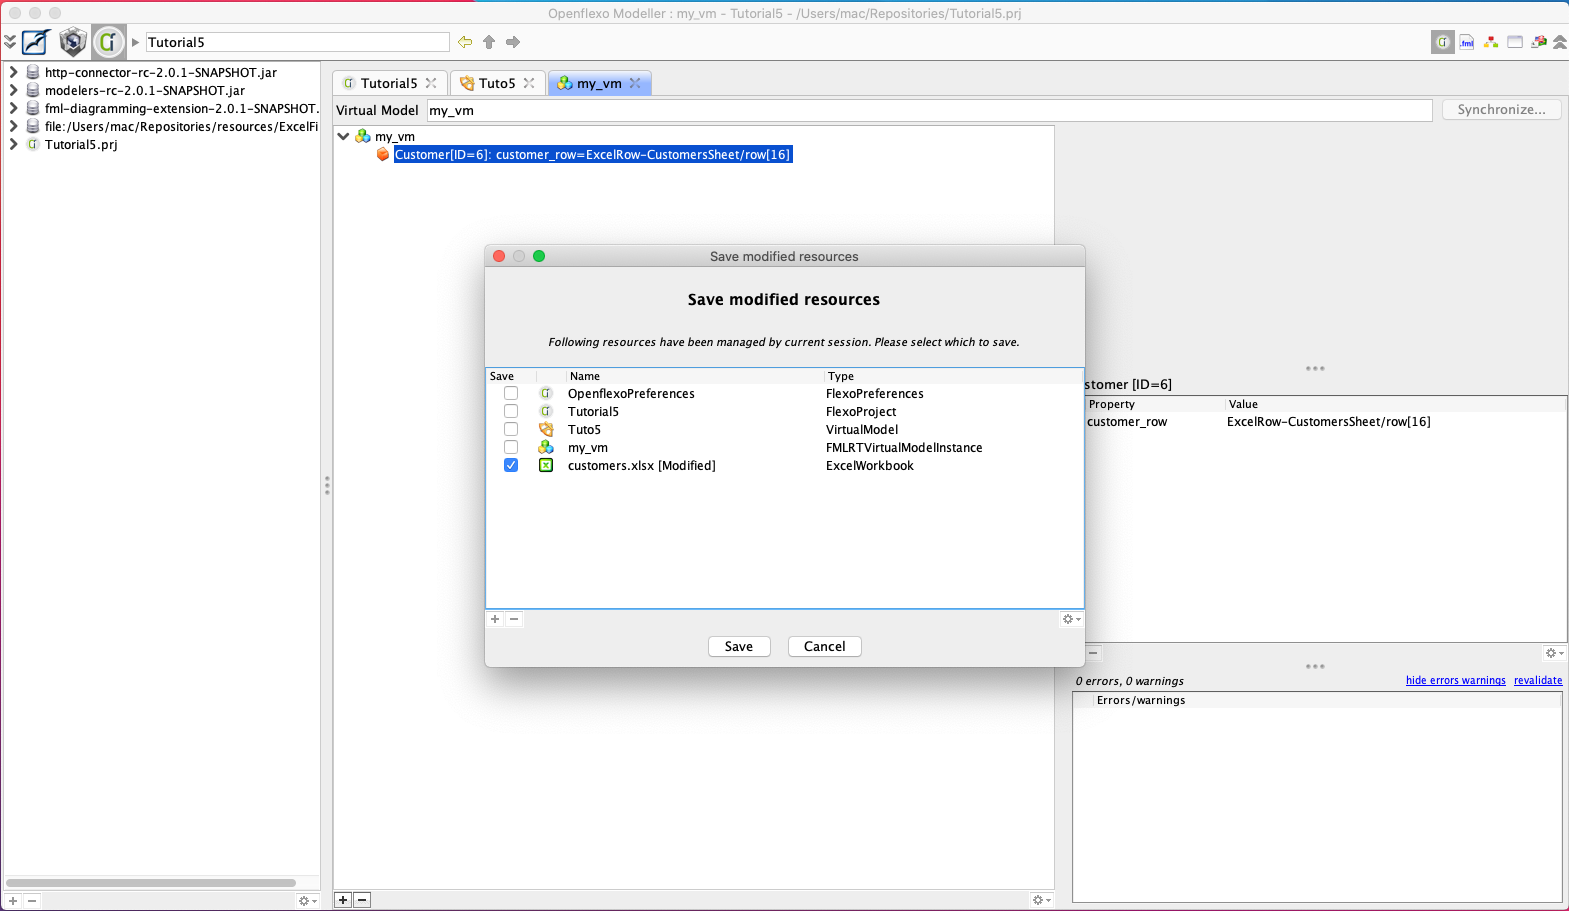 Openflexo Modeller : my_vm - Tutorial5 - /Users/mac/Repositories/Tutorial5.prj
Tutorial5
.fml
http-connector-rc-2.0.1-SNAPSHOT.jar
modelers-rc-2.0.1-SNAPSHOT.jar
fml-diagramming-extension-2.0.1-SNAPSHOT.
file:/Users/mac/Repositories/resources/ExcelFi
Tutorial5.prj
Tutorial5
Tuto5
my_vm
Virtual Model
my_vm
Synchronize...
my_vm
Customer[ID=6]: customer_row=ExcelRow-CustomersSheet/row[16]
Save modified resources
Save modified resources
Following resources have been managed by current session. Please select which to save.
Save Name Type
OpenflexoPreferences FlexoPreferences
Tutorial5 FlexoProject
Tuto5 VirtualModel
my_vm FMLRTVirtualModelInstance
customers.xlsx [Modified] ExcelWorkbook
Save
Cancel
stomer [ID=6]
Property Value
customer_row ExcelRow-CustomersSheet/row[16]
0 errors, 0 warnings
hide errors warnings
revalidate
Errors/warnings